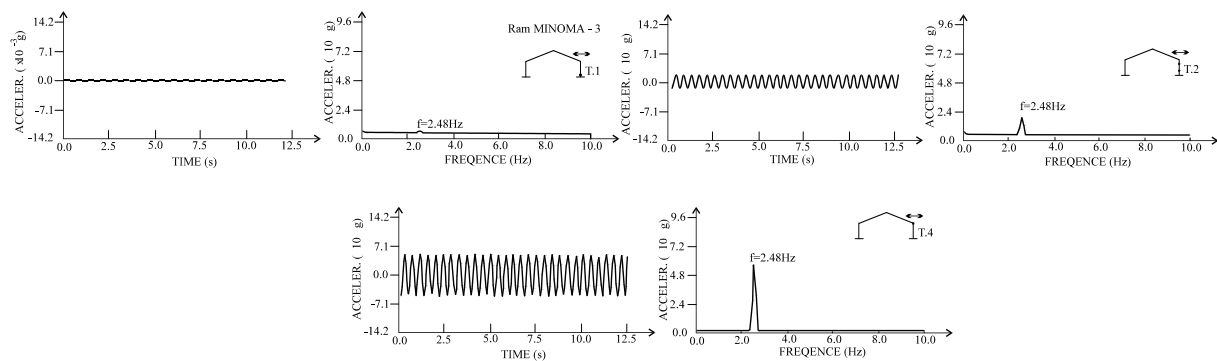 ACCELER. ( x10 -3 g)
14.2
7.1
0.0
-7.1
-14.2
0.0 2.5 5.0 7.5 10.0 12.5
TIME (s)
ACCELER. ( 10 g)
9.6
7.2
4.8
2.4
0.0
Ram MINOMA - 3
T.1
f=2.48Hz
0.0 2.0 4.0 6.0 8.0 10.0
FREQENCE (Hz)
ACCELER. ( 10 g)
14.2
7.1
0.0
-7.1
-14.2
0.0 2.5 5.0 7.5 10.0 12.5
TIME (s)
ACCELER. ( 10 g)
9.6
7.2
4.8
2.4
0.0
T.2
f=2.48Hz
0.0 2.0 4.0 6.0 8.0 10.0
FREQENCE (Hz)
ACCELER. ( 10 g)
14.2
7.1
0.0
-7.1
-14.2
0.0 2.5 5.0 7.5 10.0 12.5
TIME (s)
ACCELER. ( 10 g)
9.6
7.2
4.8
2.4
0.0
T.4
f=2.48Hz
0.0 2.0 4.0 6.0 8.0 10.0
FREQENCE (Hz)